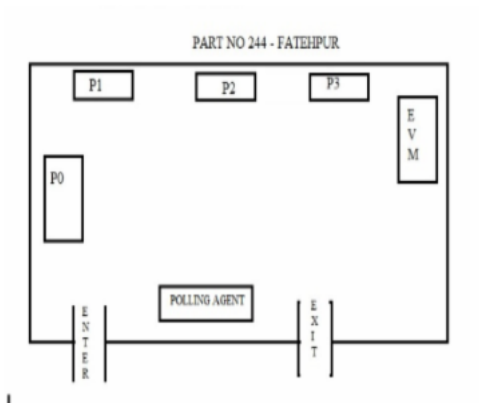 PART NO 244 - FATEHPUR
P1
P2
P3
EVM
P0
POLLING AGENT
ENTER
EXIT